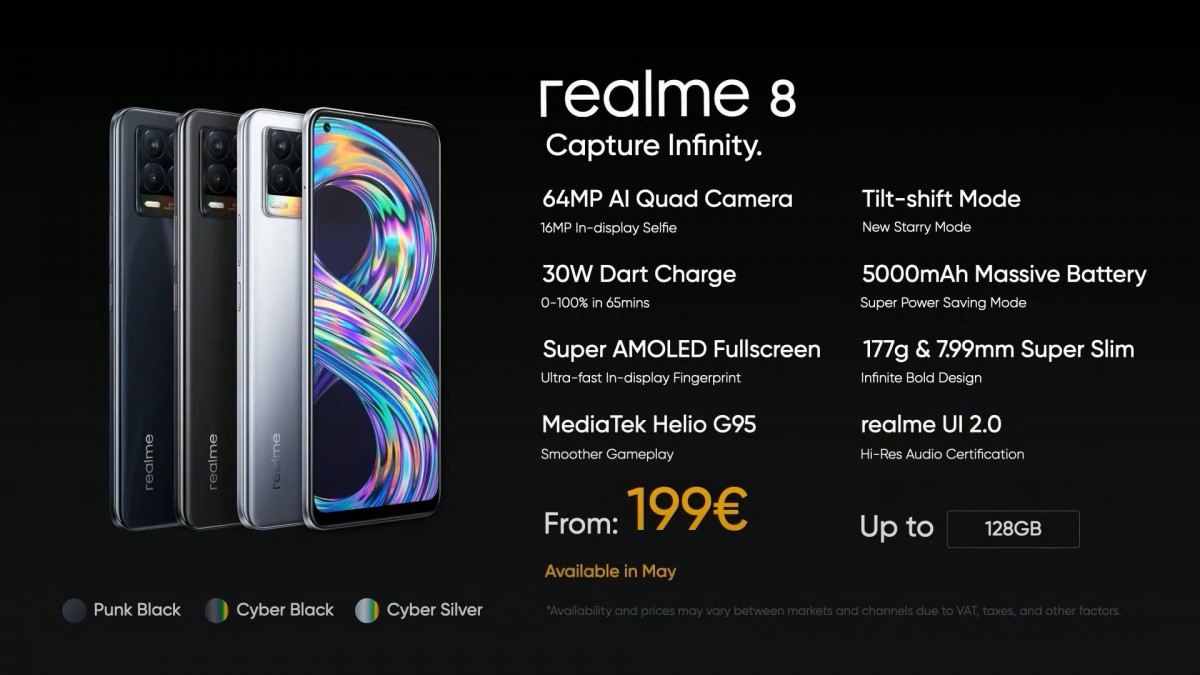 realme 8
Capture Infinity.
64MP AI Quad Camera
16MP In-display Selfie
Tilt-shift Mode
New Starry Mode
30W Dart Charge
0-100% in 65mins
5000mAh Massive Battery
Super Power Saving Mode
Super AMOLED Fullscreen
Ultra-fast In-display Fingerprint
177g & 7.99mm Super Slim
Infinite Bold Design
MediaTek Helio G95
Smoother Gameplay
realme UI 2.0
Hi-Res Audio Certification
From: 199€
Up to 128GB
Available in May
*Availability and prices may vary between markets and channels due to VAT, taxes, and other factors.
realme
realme
realme
Punk Black
Cyber Black
Cyber Silver